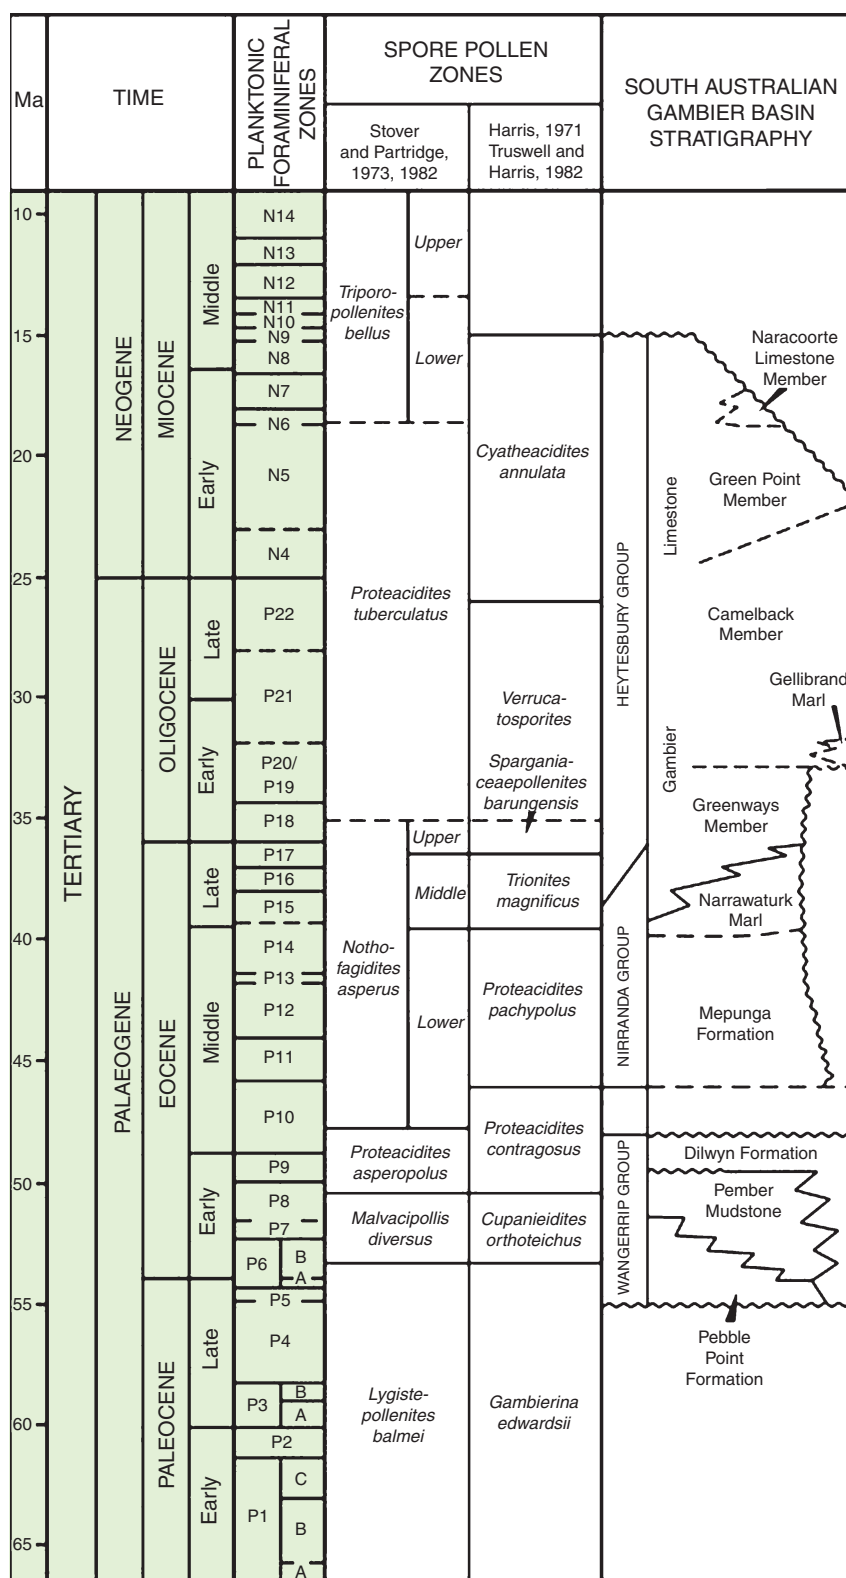 Ma
TIME
PLANKTONIC
FORAMINIFERAL
ZONES
SPORE POLLEN
ZONES
Stover
and Partridge,
1973, 1982
Harris, 1971
Truswell and
Harris, 1982
SOUTH AUSTRALIAN
GAMBIER BASIN
STRATIGRAPHY
10
15
20
25
30
35
40
45
50
55
60
65
TERTIARY
NEOGENE
PALAEOGENE
MIOCENE
OLIGOCENE
EOCENE
PALEOCENE
Middle
Early
Late
Early
Late
Middle
Early
Late
Early
N14
N13
N12
N11
N10
N9
N8
N7
N6
N5
N4
P22
P21
P20/
P19
P18
P17
P16
P15
P14
P13
P12
P11
P10
P9
P8
P7
P6
B
A
P5
P4
P3
B
A
P2
P1
C
B
A
Triporo-
pollenites
bellus
Upper
Lower
Proteacidites
tuberculatus
Notho-
fagidites
asperus
Upper
Middle
Lower
Proteacidites
asperopolus
Malvacipollis
diversus
Lygiste-
pollenites
balmei
Cyatheacidites
annulata
Verruca-
tosporites
Spargania-
ceaepollenites
barungensis
Trionites
magnificus
Proteacidites
pachypolus
Proteacidites
contragosus
Cupanieidites
orthoteichus
Gambierina
edwardsii
HEYTESBURY GROUP
NIRRANDA GROUP
WANGERRIP GROUP
Gambier Limestone
Naracoorte
Limestone
Member
Green Point
Member
Camelback
Member
Gellibrand
Marl
Greenways
Member
Narrawaturk
Marl
Mepunga
Formation
Dilwyn Formation
Pember
Mudstone
Pebble
Point
Formation